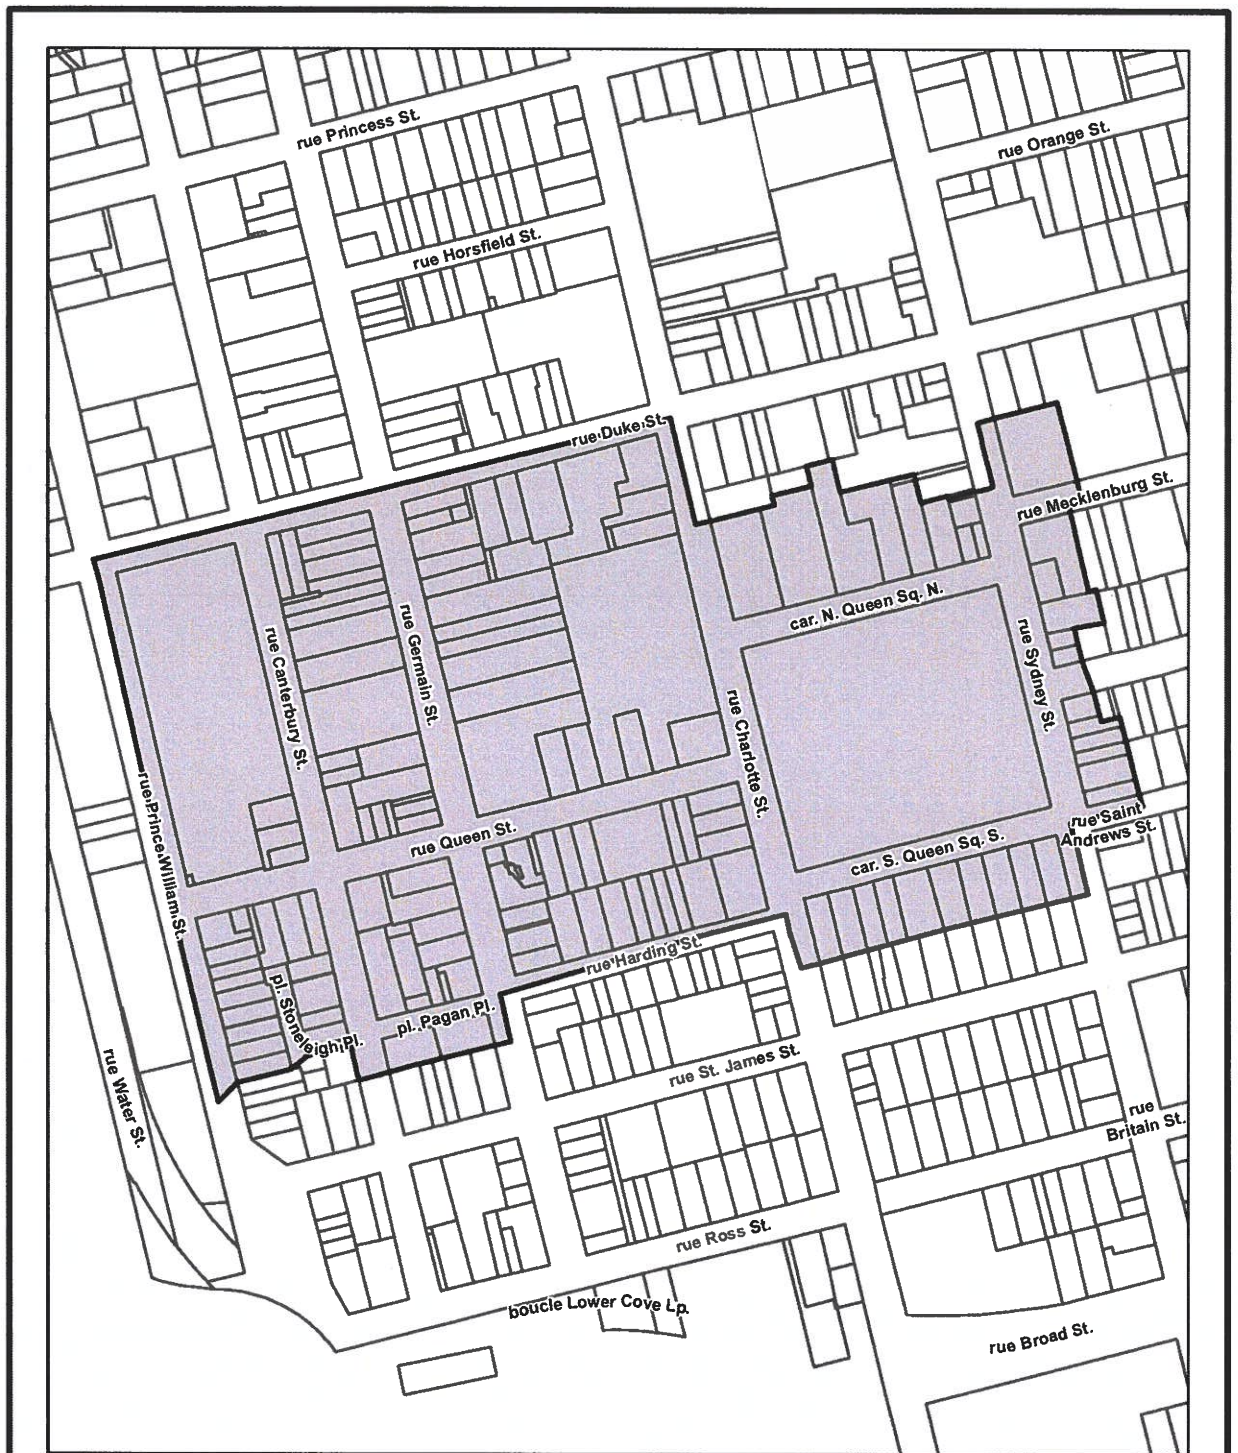 rue Princess St.
rue Orange St.
rue Horsfield St.
rue Duke St.
rue Mecklenburg St.
car. N. Queen Sq. N.
rue Canterbury St.
rue Germain St.
rue Sydney St.
rue Charlotte St.
rue Prince William St.
rue Queen St.
rue Saint
Andrews St.
car. S. Queen Sq. S.
rue Harding St.
pl. Stoneleigh Pl.
pl. Pagan Pl.
rue Water St.
rue St. James St.
rue
Britain St.
rue Ross St.
boucle Lower Cove Lp.
rue Broad St.